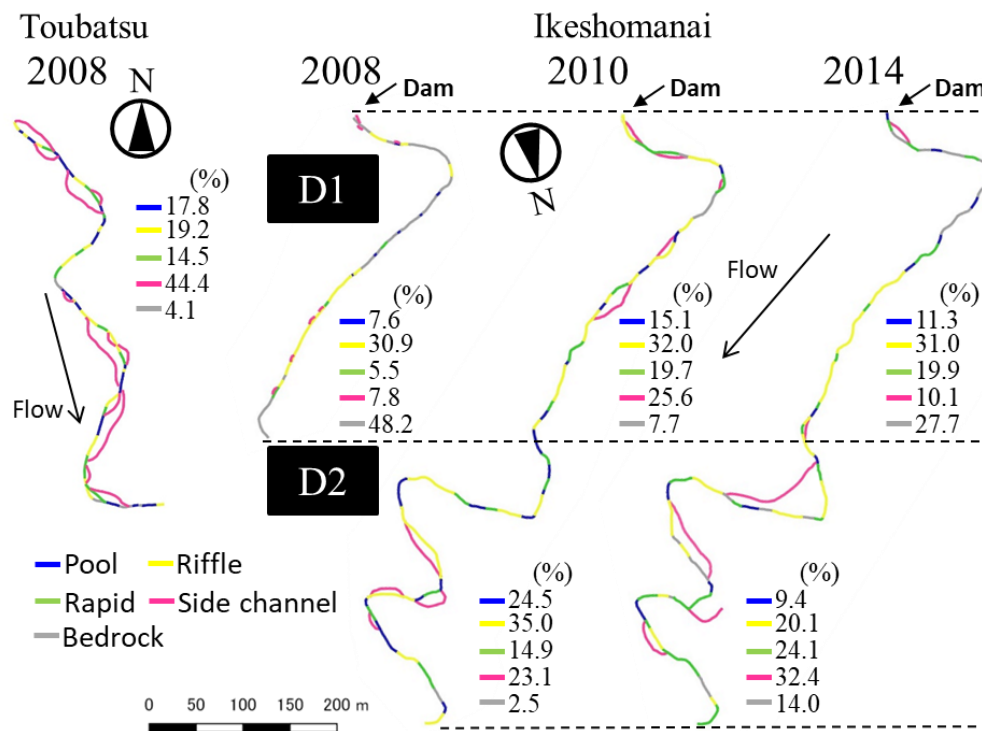 Toubatsu
2008
N
(%)
17.8
19.2
14.5
44.4
4.1
Flow
Ikeshomanai
2008
2010
2014
Dam
Dam
Dam
N
D1
Flow
(%)
7.6
30.9
5.5
7.8
48.2
(%)
15.1
32.0
19.7
25.6
7.7
(%)
11.3
31.0
19.9
10.1
27.7
D2
(%)
24.5
35.0
14.9
23.1
2.5
(%)
9.4
20.1
24.1
32.4
14.0
Pool Riffle
Rapid Side channel
Bedrock
0 50 100 150 200 m